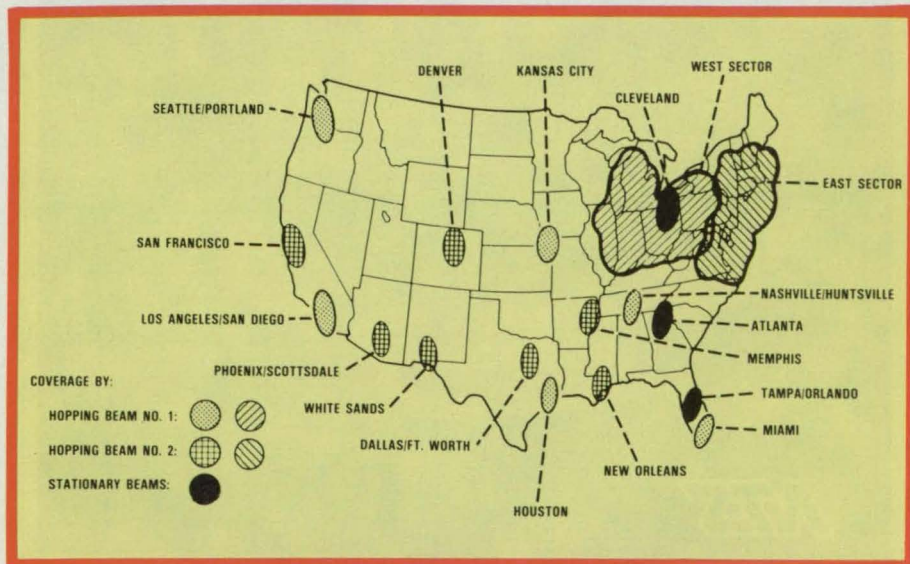 DENVER
KANSAS CITY
WEST SECTOR
CLEVELAND
SEATTLE/PORTLAND
EAST SECTOR
SAN FRANCISCO
NASHVILLE/HUNTSVILLE
LOS ANGELES/SAN DIEGO
ATLANTA
MEMPHIS
PHOENIX/SCOTTSDALE
COVERAGE BY:
TAMPA/ORLANDO
WHITE SANDS
HOPPING BEAM NO. 1:
MIAMI
DALLAS/FT. WORTH
HOPPING BEAM NO. 2:
NEW ORLEANS
STATIONARY BEAMS:
HOUSTON